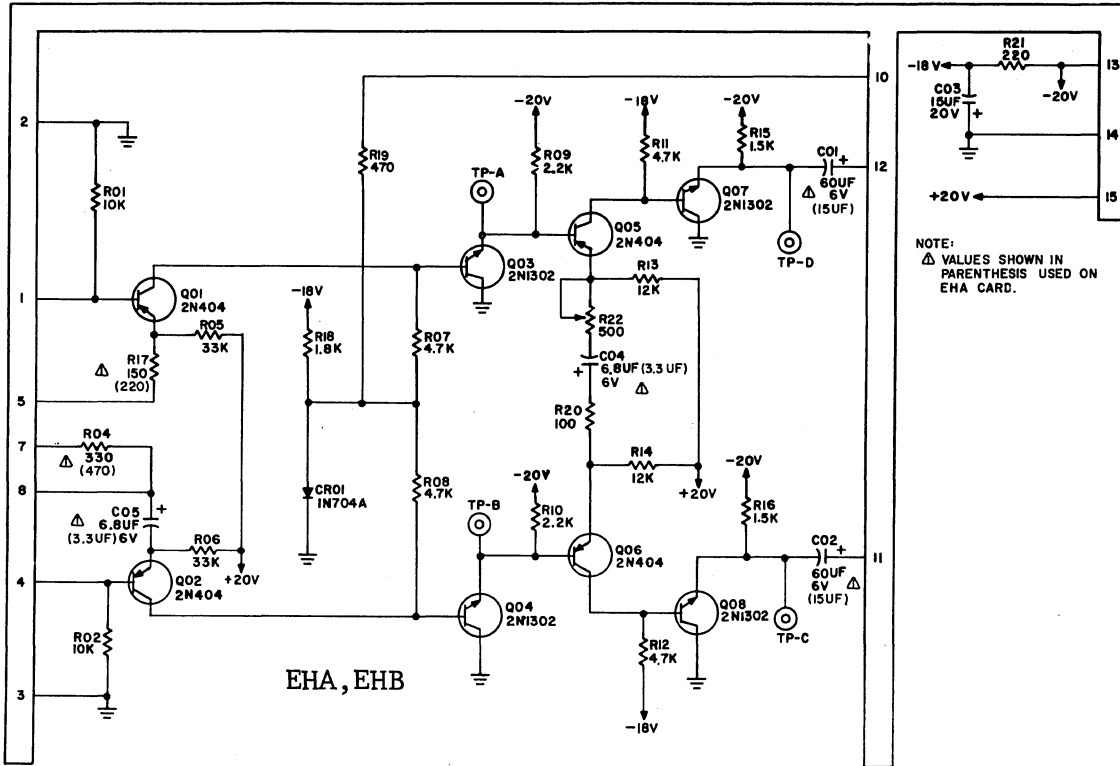 2
R01
10K
1
Q01
2N404
R05
33K
⚠ R17
150
(220)
5
7
R04
⚠ 330
(470)
8
C05
+
⚠ 6.8UF
(3.3UF) 6V
R06
33K
+20V
4
Q02
2N404
R02
10K
3
R19
470
-18V
R18
1.8K
CR01
1N704A
R07
4.7K
R08
4.7K
TP-A
-20V
R09
2.2K
Q03
2N1302
Q05
2N404
-18V
R11
4.7K
-20V
R15
1.5K
Q07
2N1302
C01
+
⚠ 60UF
6V
(15UF)
TP-D
R13
12K
R22
500
C04
+
6.8UF (3.3 UF)
6V
⚠
R20
100
R14
12K
+20V
TP-B
-20V
R10
2.2K
Q06
2N404
Q04
2N1302
-20V
R16
1.5K
Q08
2N1302
C02
+
60UF
6V ⚠
(15UF)
TP-C
R12
4.7K
-18V
EHA,EHB
10
12
11
-18V
R21
220
13
C03
15UF
20V
+
-20V
14
+20V
15
NOTE:
⚠ VALUES SHOWN IN
PARENTHESIS USED ON
EHA CARD.